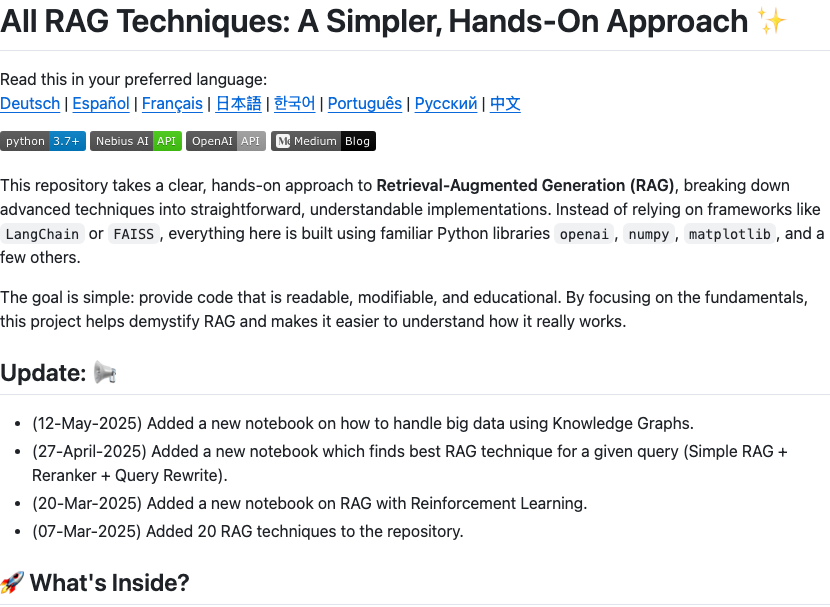 All RAG Techniques: A Simpler, Hands-On Approach ✨
Read this in your preferred language:
Deutsch | Español | Français | 日本語 | 한국어 | Português | Русский | 中文
python 3.7+ Nebius AI API OpenAI API Medium Blog
This repository takes a clear, hands-on approach to Retrieval-Augmented Generation (RAG), breaking down
advanced techniques into straightforward, understandable implementations. Instead of relying on frameworks like
LangChain or FAISS, everything here is built using familiar Python libraries openai, numpy, matplotlib, and a
few others.
The goal is simple: provide code that is readable, modifiable, and educational. By focusing on the fundamentals,
this project helps demystify RAG and makes it easier to understand how it really works.
Update: 📢
• (12-May-2025) Added a new notebook on how to handle big data using Knowledge Graphs.
• (27-April-2025) Added a new notebook which finds best RAG technique for a given query (Simple RAG +
Reranker + Query Rewrite).
• (20-Mar-2025) Added a new notebook on RAG with Reinforcement Learning.
• (07-Mar-2025) Added 20 RAG techniques to the repository.
🚀 What's Inside?